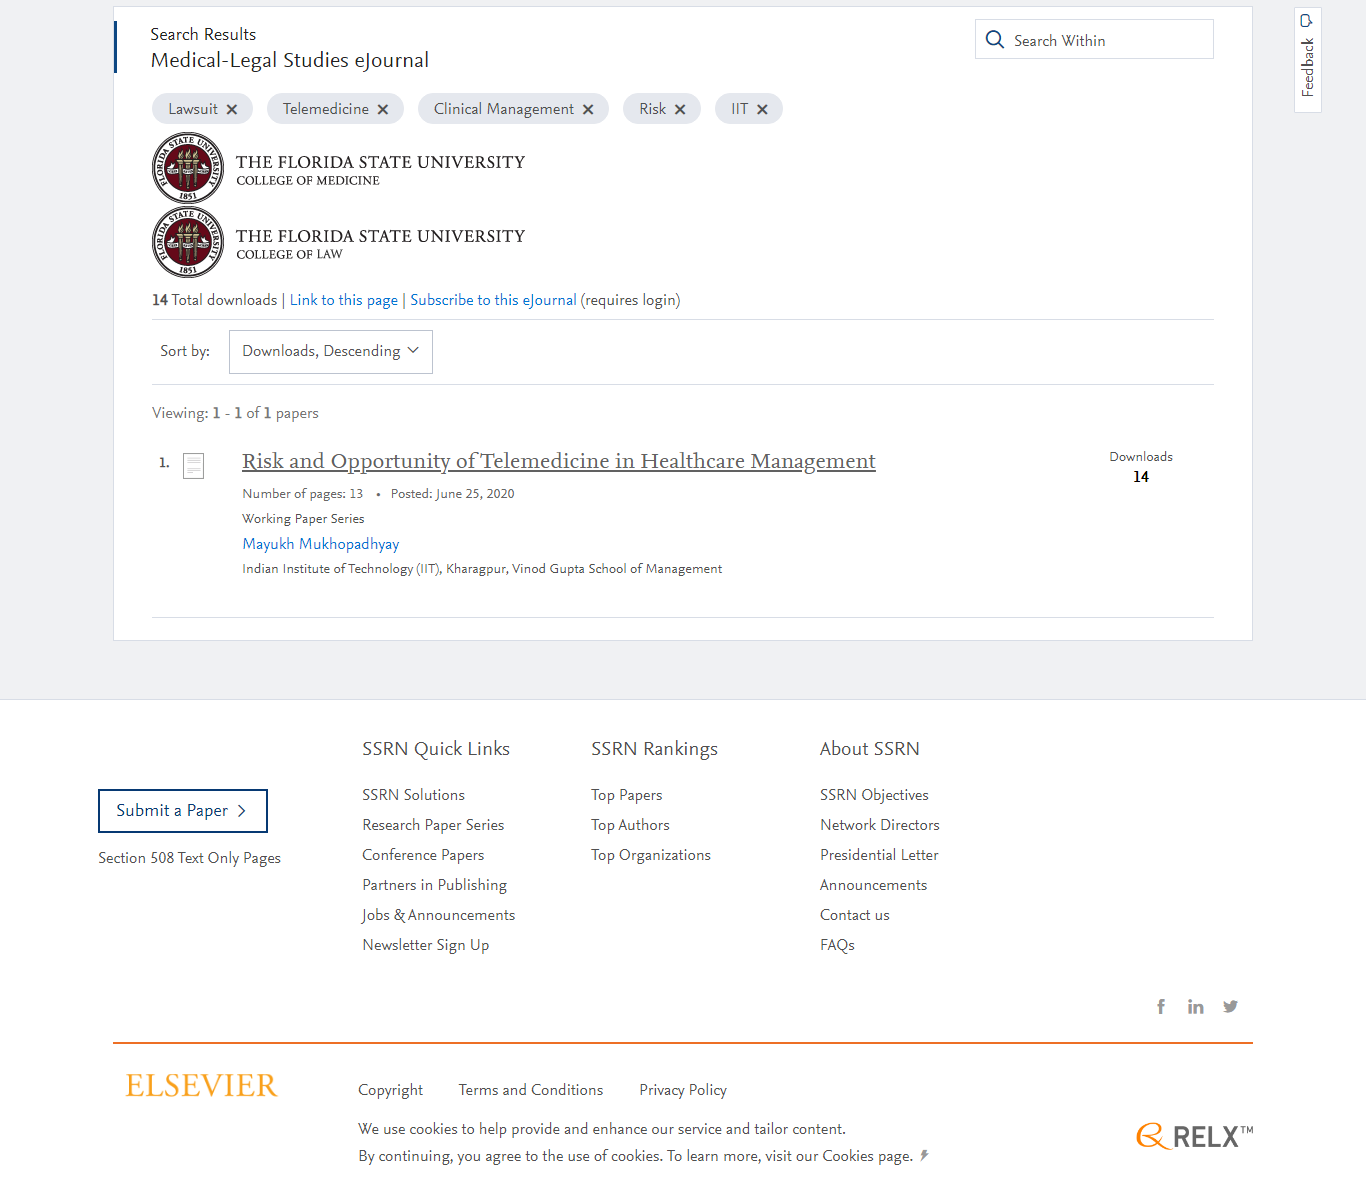 Search Results
Medical-Legal Studies eJournal
Search Within
Feedback
Lawsuit
Telemedicine
Clinical Management
Risk
IIT
FLORIDA STATE UNIVERSITY
1851
THE FLORIDA STATE UNIVERSITY
COLLEGE OF MEDICINE
FLORIDA STATE UNIVERSITY
1851
THE FLORIDA STATE UNIVERSITY
COLLEGE OF LAW
14 Total downloads | Link to this page | Subscribe to this eJournal (requires login)
Sort by: Downloads, Descending
Viewing: 1 - 1 of 1 papers
1. Risk and Opportunity of Telemedicine in Healthcare Management
Downloads
14
Number of pages: 13 • Posted: June 25, 2020
Working Paper Series
Mayukh Mukhopadhyay
Indian Institute of Technology (IIT), Kharagpur, Vinod Gupta School of Management
Submit a Paper
Section 508 Text Only Pages
SSRN Quick Links
SSRN Solutions
Research Paper Series
Conference Papers
Partners in Publishing
Jobs & Announcements
Newsletter Sign Up
SSRN Rankings
Top Papers
Top Authors
Top Organizations
About SSRN
SSRN Objectives
Network Directors
Presidential Letter
Announcements
Contact us
FAQs
f
in
ELSEVIER
Copyright Terms and Conditions Privacy Policy
We use cookies to help provide and enhance our service and tailor content.
By continuing, you agree to the use of cookies. To learn more, visit our Cookies page.
RELX™